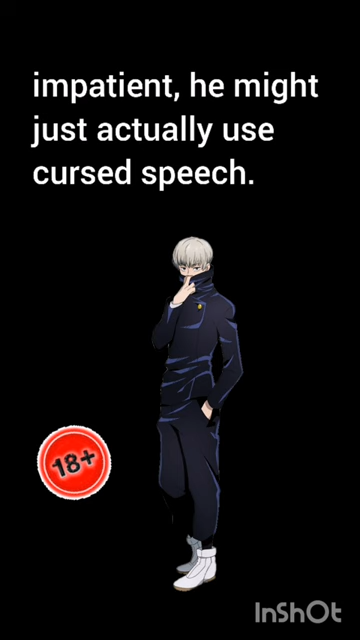 impatient, he might
just actually use
cursed speech.
18+
InShOt